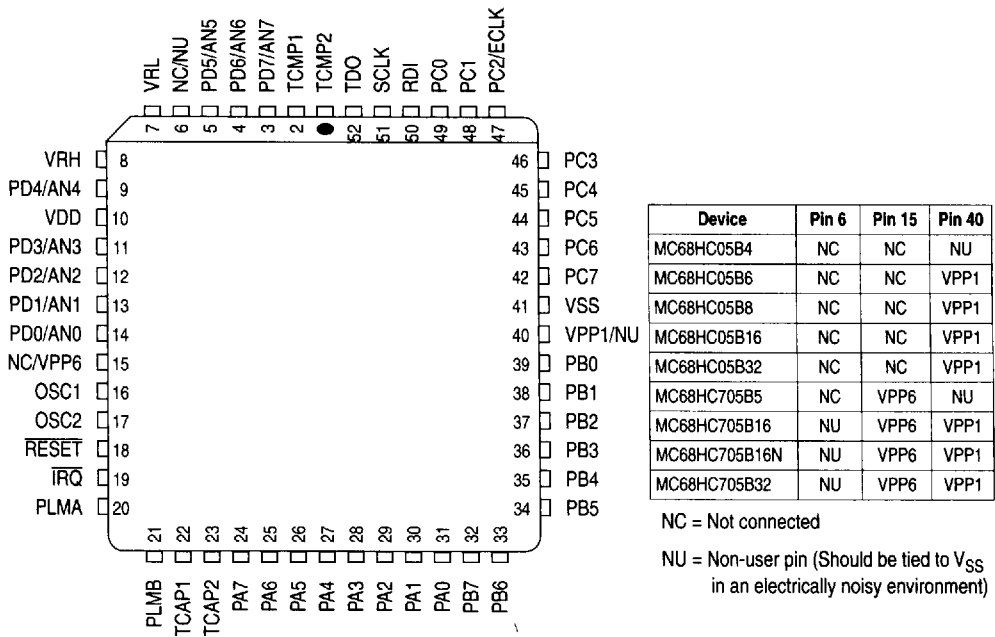 VRL
NC/NU
PD5/AN5
PD6/AN6
PD7/AN7
TCMP1
TCMP2
TDO
SCLK
RDI
PC0
PC1
PC2/ECLK
7
6
5
4
3
2
52
51
50
49
48
47
VRH 8
PD4/AN4 9
VDD 10
PD3/AN3 11
PD2/AN2 12
PD1/AN1 13
PD0/AN0 14
NC/VPP6 15
OSC1 16
OSC2 17
RESET 18
IRQ 19
PLMA 20
46 PC3
45 PC4
44 PC5
43 PC6
42 PC7
41 VSS
40 VPP1/NU
39 PB0
38 PB1
37 PB2
36 PB3
35 PB4
34 PB5
21
22
23
24
25
26
27
28
29
30
31
32
33
PLMB
TCAP1
TCAP2
PA7
PA6
PA5
PA4
PA3
PA2
PA1
PA0
PB7
PB6
Device Pin 6 Pin 15 Pin 40
MC68HC05B4 NC NC NU
MC68HC05B6 NC NC VPP1
MC68HC05B8 NC NC VPP1
MC68HC05B16 NC NC VPP1
MC68HC05B32 NC NC VPP1
MC68HC705B5 NC VPP6 NU
MC68HC705B16 NU VPP6 VPP1
MC68HC705B16N NU VPP6 VPP1
MC68HC705B32 NU VPP6 VPP1
NC = Not connected
NU = Non-user pin (Should be tied to VSS
in an electrically noisy environment)